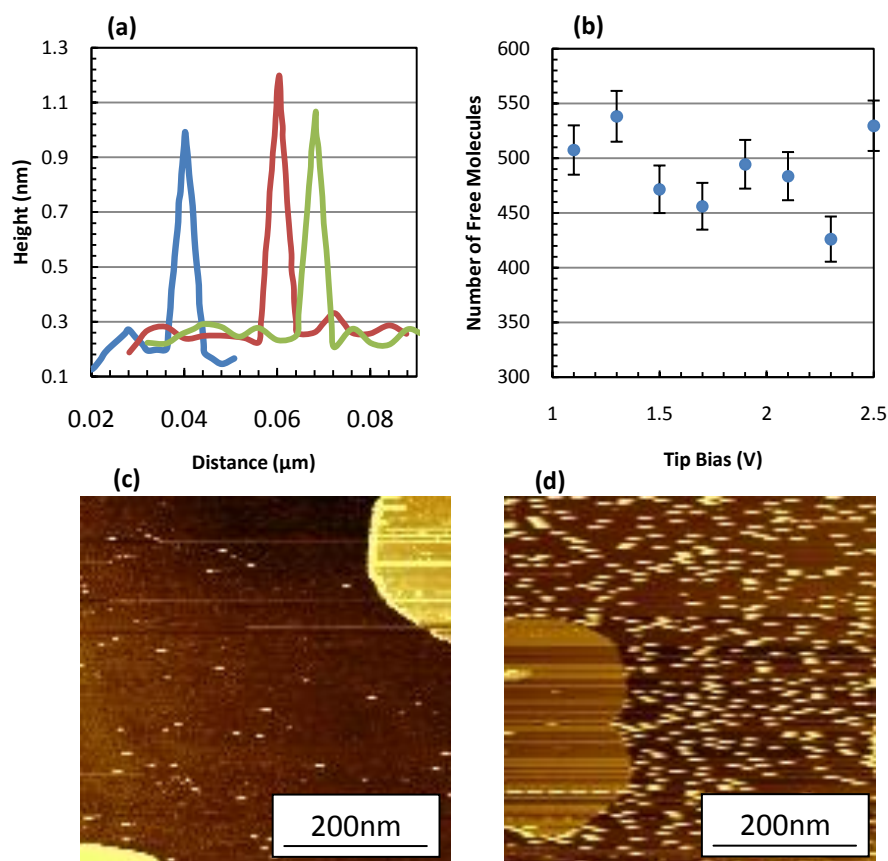 (a)
1.3
1.1
0.9
0.7
0.5
0.3
0.1
Height (nm)
0.02 0.04 0.06 0.08
Distance (µm)
(b)
600
550
500
450
400
350
300
Number of Free Molecules
1 1.5 2 2.5
Tip Bias (V)
(c)
200nm
(d)
200nm